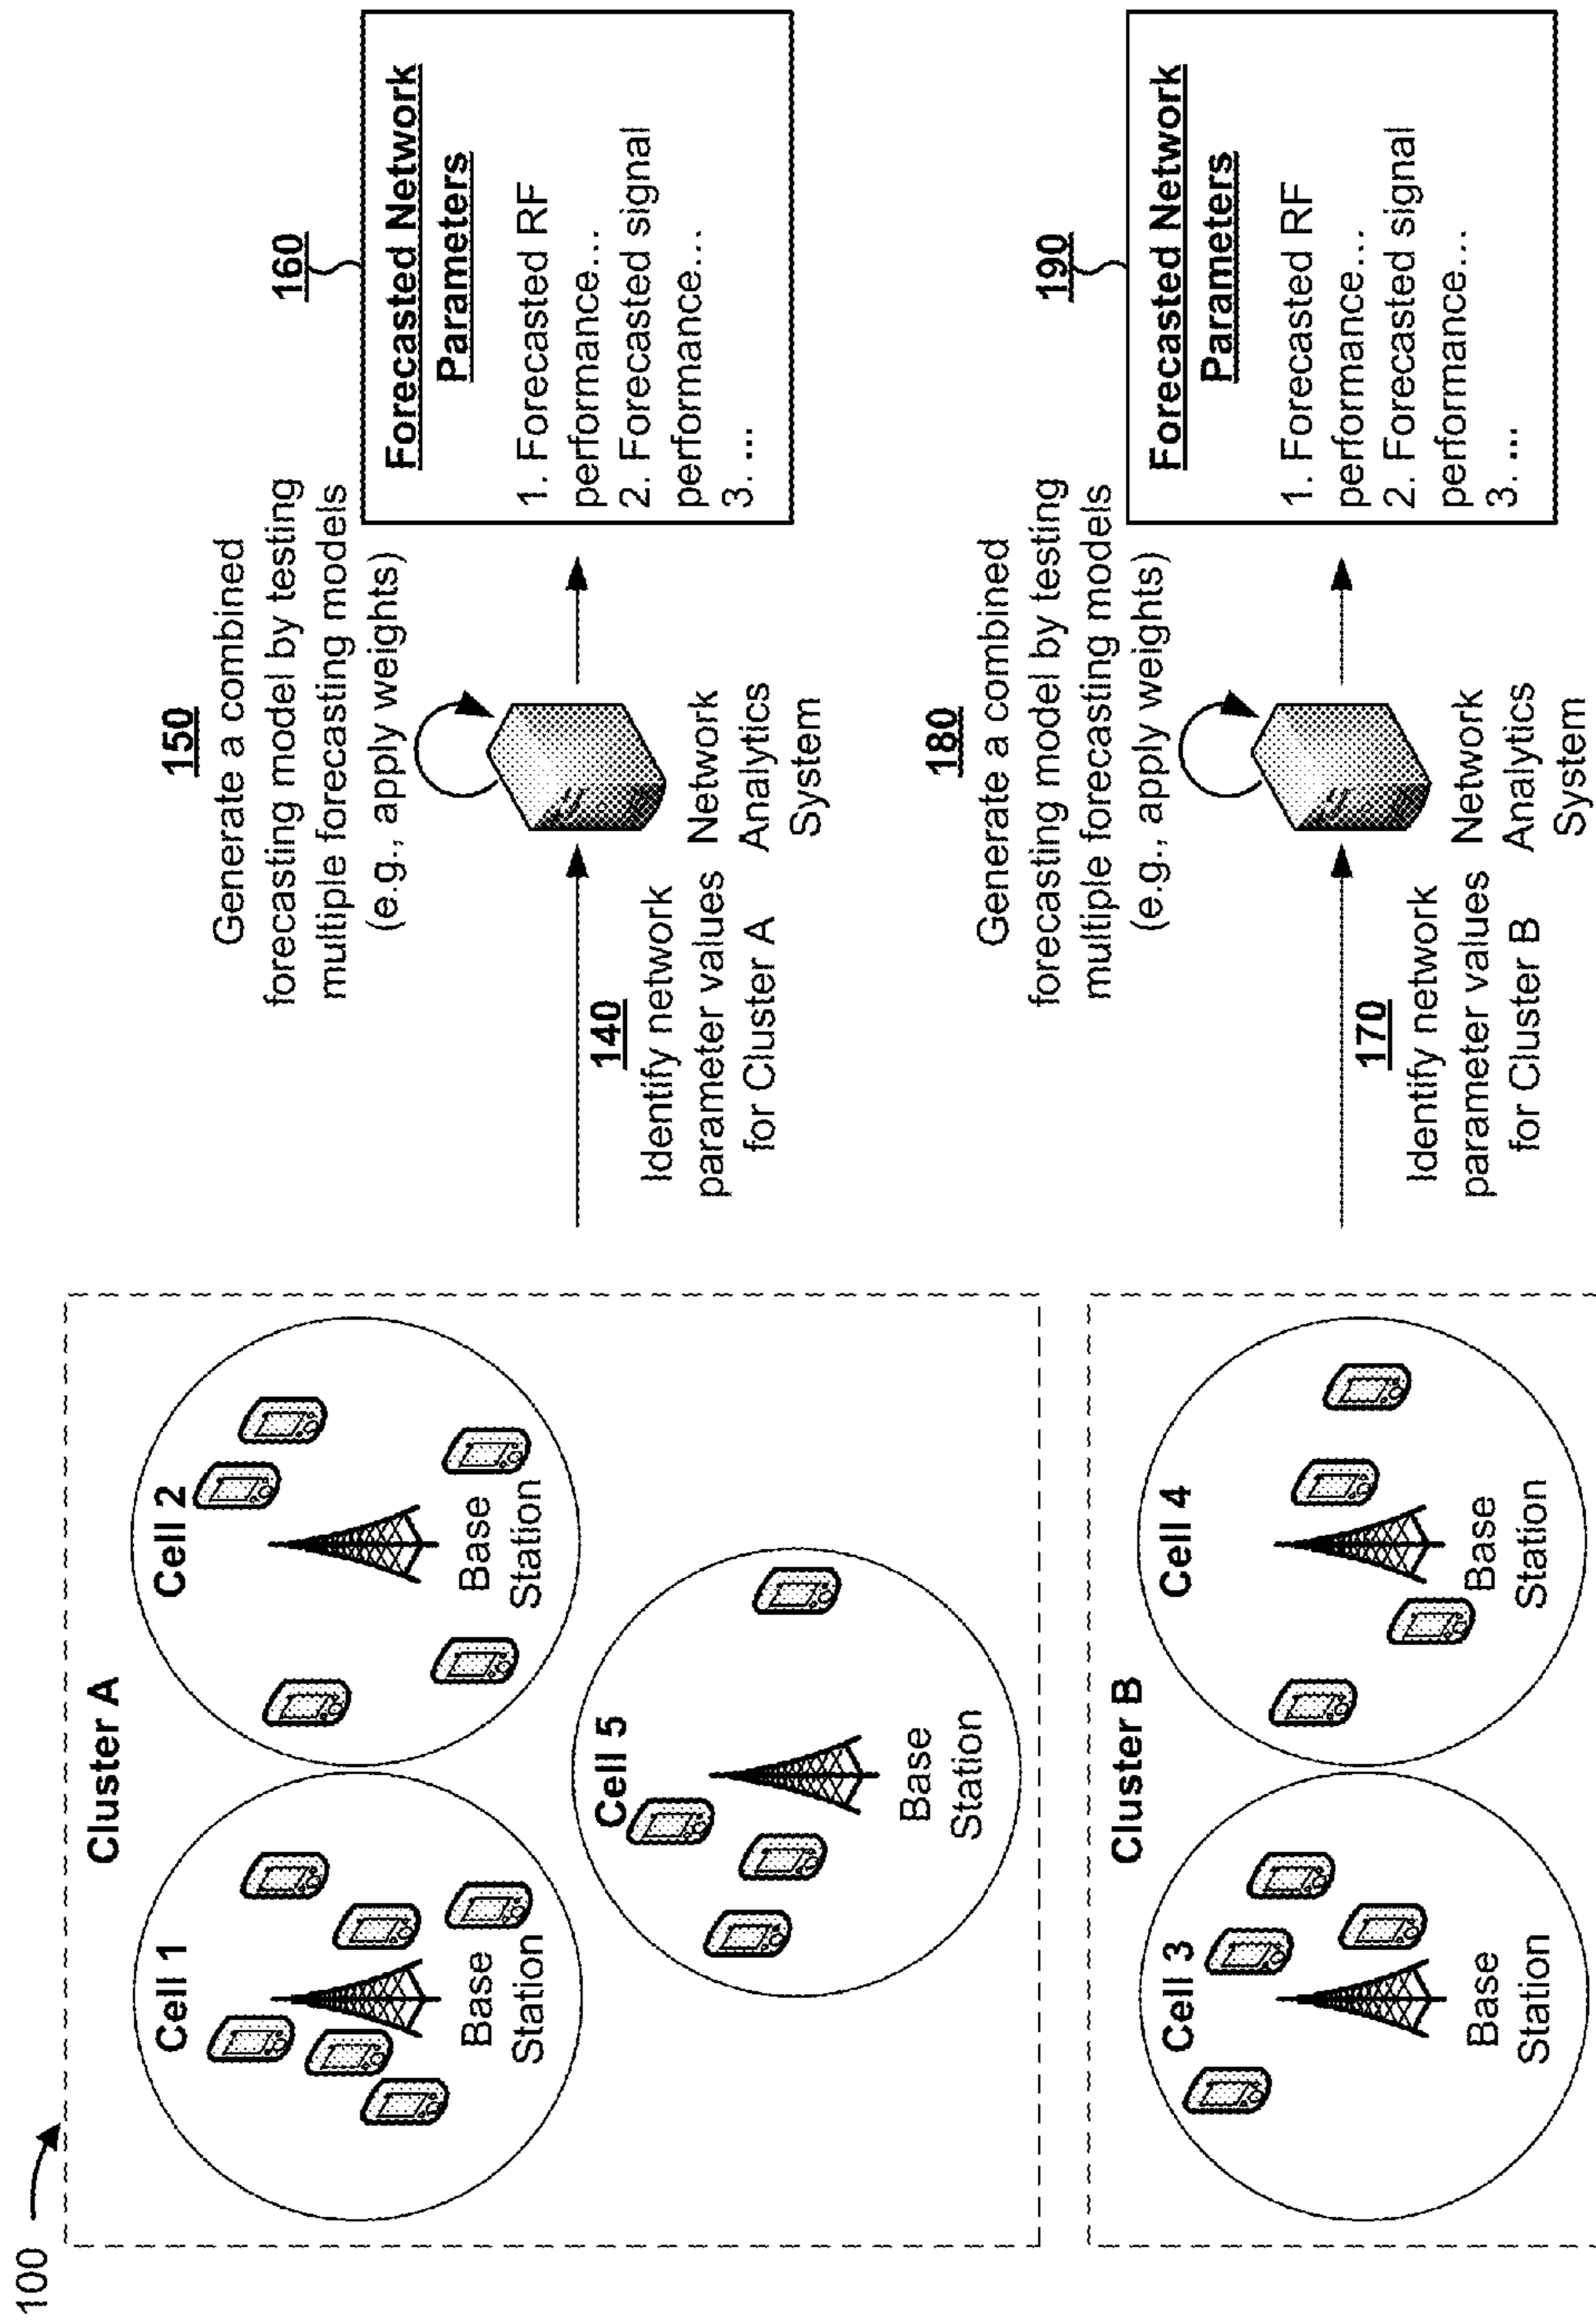 100
Cluster A
Cell 1
Base
Station
Cell 2
Base
Station
Cell 5
Base
Station
140
Identify network
parameter values
for Cluster A
150
Generate a combined
forecasting model by testing
multiple forecasting models
(e.g., apply weights)
Network
Analytics
System
160
Forecasted Network
Parameters
1. Forecasted RF
performance...
2. Forecasted signal
performance...
3. ...
Cluster B
Cell 3
Base
Station
Cell 4
Base
Station
170
Identify network
parameter values
for Cluster B
180
Generate a combined
forecasting model by testing
multiple forecasting models
(e.g., apply weights)
Network
Analytics
System
190
Forecasted Network
Parameters
1. Forecasted RF
performance...
2. Forecasted signal
performance...
3. ...